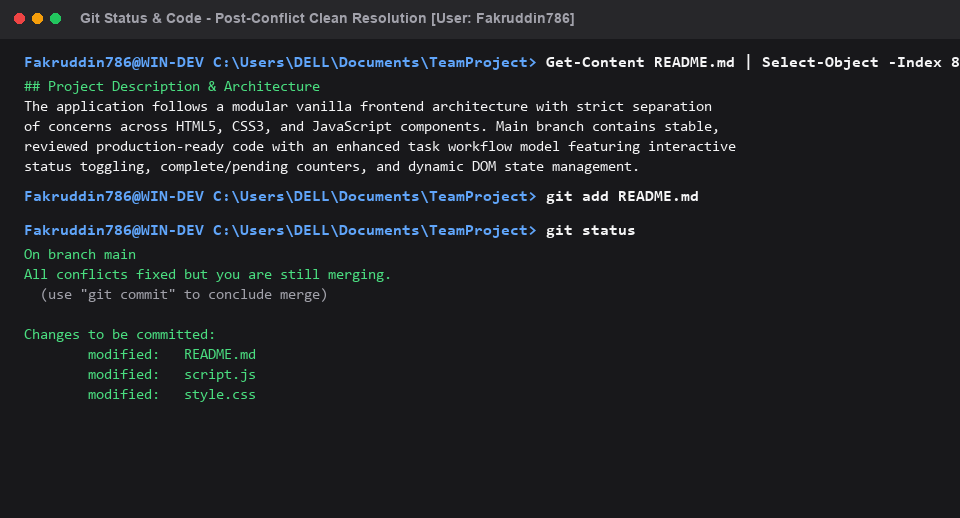 Git Status & Code - Post-Conflict Clean Resolution [User: Fakruddin786]
Fakruddin786@WIN-DEV C:\Users\DELL\Documents\TeamProject> Get-Content README.md | Select-Object -Index 8
## Project Description & Architecture
The application follows a modular vanilla frontend architecture with strict separation
of concerns across HTML5, CSS3, and JavaScript components. Main branch contains stable,
reviewed production-ready code with an enhanced task workflow model featuring interactive
status toggling, complete/pending counters, and dynamic DOM state management.
Fakruddin786@WIN-DEV C:\Users\DELL\Documents\TeamProject> git add README.md
Fakruddin786@WIN-DEV C:\Users\DELL\Documents\TeamProject> git status
On branch main
All conflicts fixed but you are still merging.
(use "git commit" to conclude merge)
Changes to be committed:
modified: README.md
modified: script.js
modified: style.css